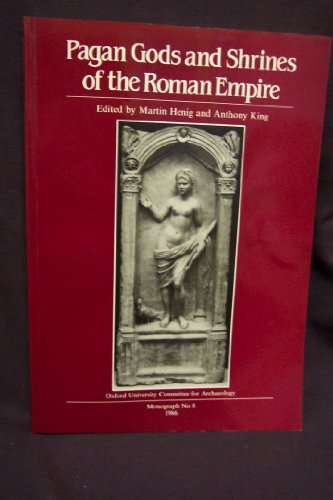 Pagan Gods and Shrines
of the Roman Empire
Edited by Martin Henig and Anthony King
Oxford University Committee for Archaeology
Monograph No 8
1986